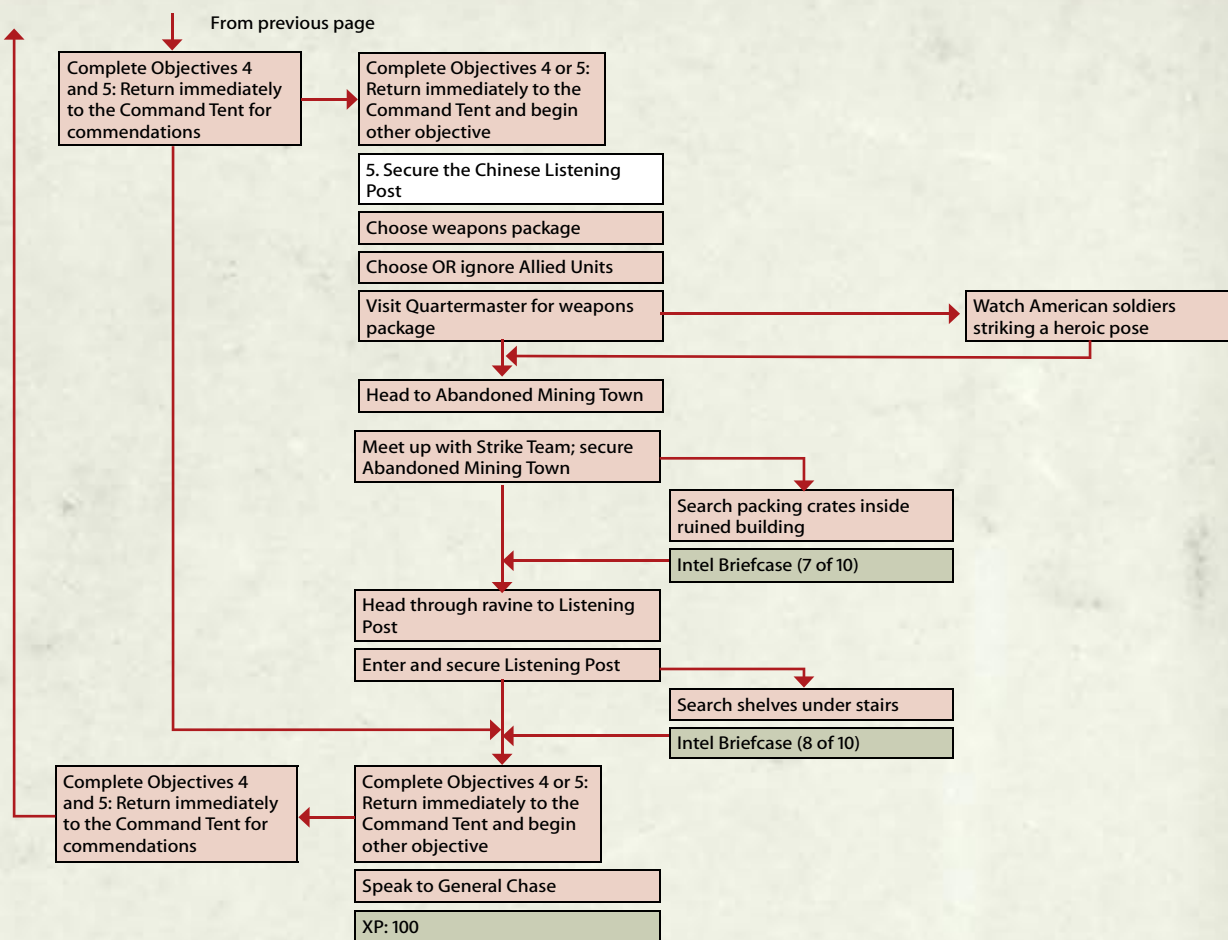 From previous page
Complete Objectives 4
and 5: Return immediately
to the Command Tent for
commendations
Complete Objectives 4 or 5:
Return immediately to the
Command Tent and begin
other objective
5. Secure the Chinese Listening
Post
Choose weapons package
Choose OR ignore Allied Units
Visit Quartermaster for weapons
package
Watch American soldiers
striking a heroic pose
Head to Abandoned Mining Town
Meet up with Strike Team; secure
Abandoned Mining Town
Search packing crates inside
ruined building
Intel Briefcase (7 of 10)
Head through ravine to Listening
Post
Enter and secure Listening Post
Search shelves under stairs
Intel Briefcase (8 of 10)
Complete Objectives 4
and 5: Return immediately
to the Command Tent for
commendations
Complete Objectives 4 or 5:
Return immediately to the
Command Tent and begin
other objective
Speak to General Chase
XP: 100